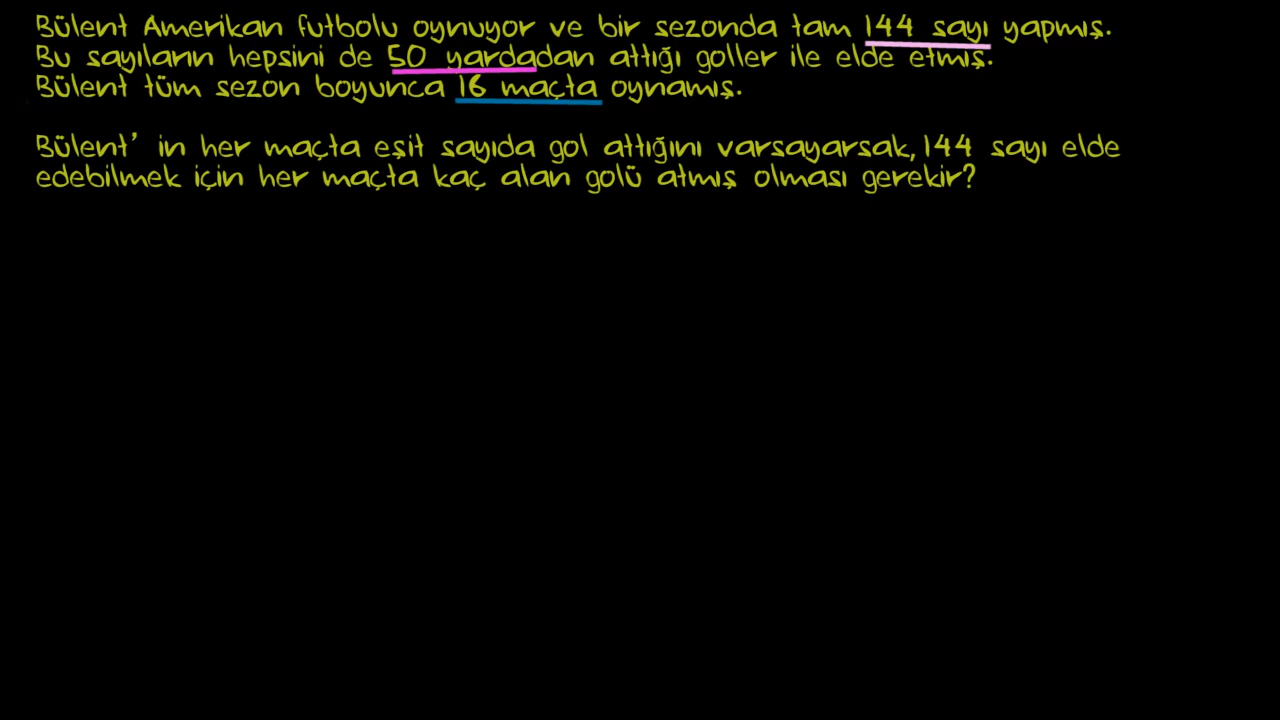 Bülent Amerikan futbolu oynuyor ve bir sezonda tam 144 sayı yapmış.
Bu sayıların hepsini de 50 yardadan attığı goller ile elde etmiş.
Bülent tüm sezon boyunca 16 maçta oynamış.
Bülent' in her maçta eşit sayıda gol attığını varsayarsak, 144 sayı elde
edebilmek için her maçta kaç alan golü atmış olması gerekir?